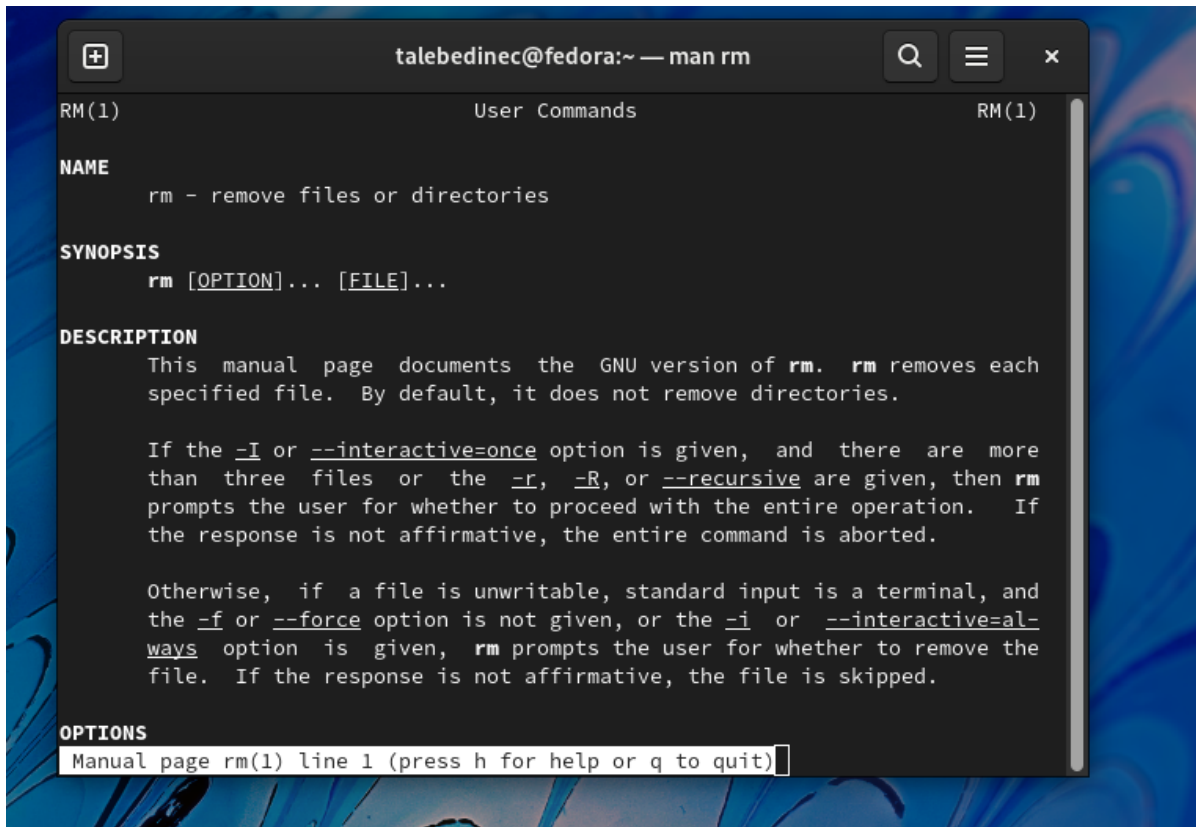 talebedinec@fedora:~ — man rm
RM(1) User Commands RM(1)
NAME
rm - remove files or directories
SYNOPSIS
rm [OPTION]... [FILE]...
DESCRIPTION
This manual page documents the GNU version of rm. rm removes each
specified file. By default, it does not remove directories.
If the -I or --interactive=once option is given, and there are more
than three files or the -r, -R, or --recursive are given, then rm
prompts the user for whether to proceed with the entire operation. If
the response is not affirmative, the entire command is aborted.
Otherwise, if a file is unwritable, standard input is a terminal, and
the -f or --force option is not given, or the -i or --interactive=al-
ways option is given, rm prompts the user for whether to remove the
file. If the response is not affirmative, the file is skipped.
OPTIONS
Manual page rm(1) line 1 (press h for help or q to quit)